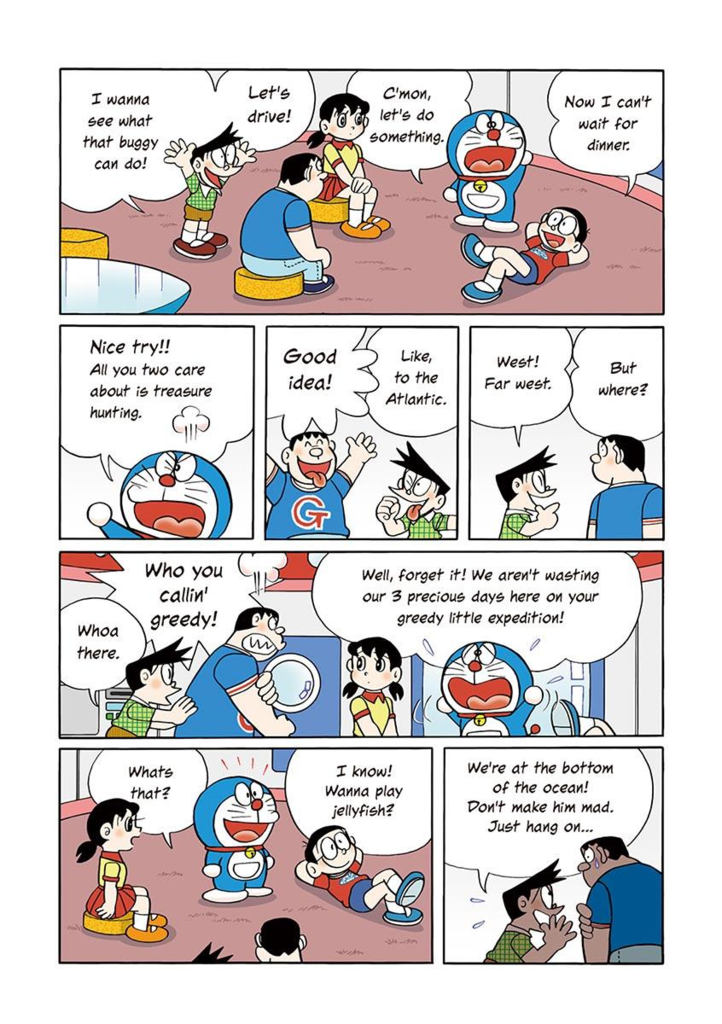 Now I can't
wait for
dinner.
C'mon,
let's do
something.
Let's
drive!
I wanna
see what
that buggy
can do!
But
where?
West!
Far west.
Like,
to the
Atlantic.
Good
idea!
G
Nice try!!
All you two care
about is treasure
hunting.
Well, forget it! We aren't wasting
our 3 precious days here on your
greedy little expedition!
Who you
callin'
greedy!
Whoa
there.
We're at the bottom
of the ocean!
Don't make him mad.
Just hang on...
I know!
Wanna play
jellyfish?
Whats
that?